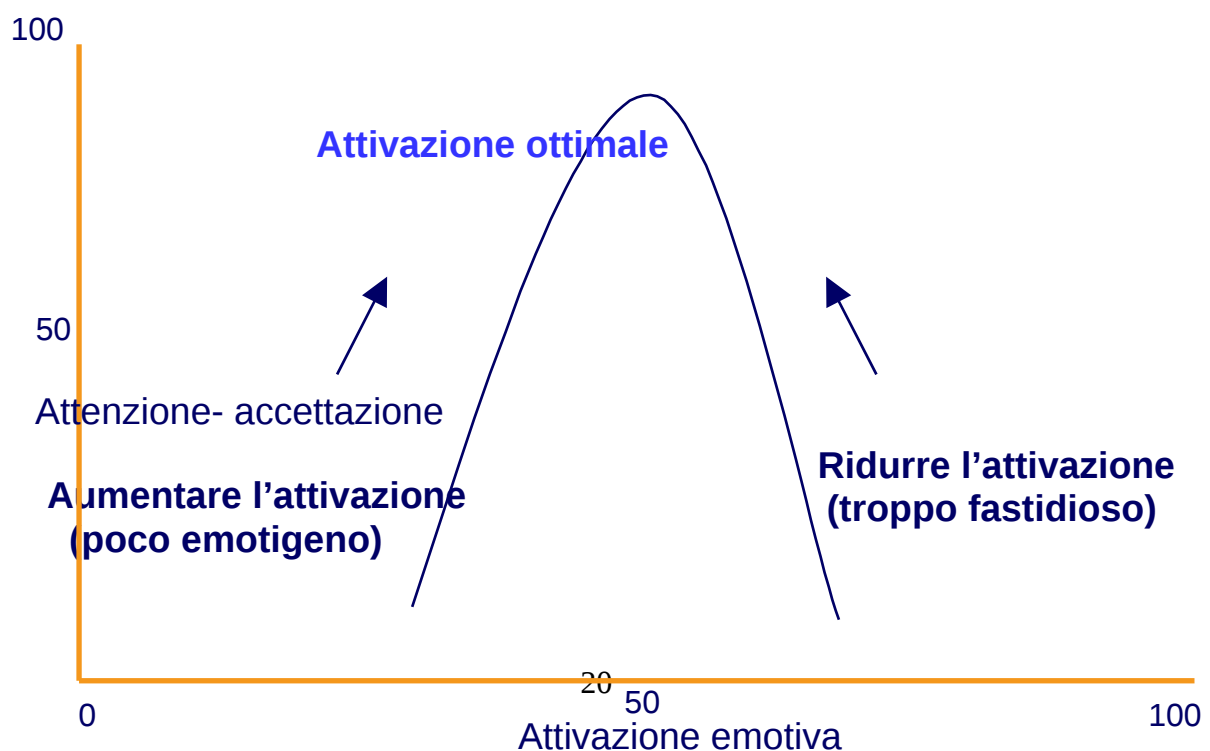 100
Attivazione ottimale
50
Attenzione- accettazione
Aumentare l’attivazione
(poco emotigeno)
Ridurre l’attivazione
(troppo fastidioso)
20
0
50
100
Attivazione emotiva